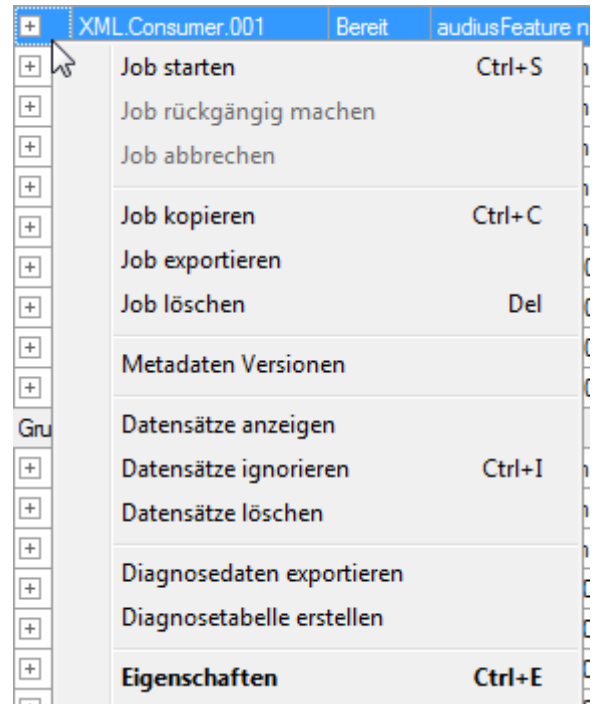 XML.Consumer.001 Bereit audiusFeature
Job starten Ctrl+S
Job rückgängig machen
Job abbrechen
Job kopieren Ctrl+C
Job exportieren
Job löschen Del
Metadaten Versionen
Datensätze anzeigen
Gru
Datensätze ignorieren Ctrl+I
Datensätze löschen
Diagnosedaten exportieren
Diagnosetabelle erstellen
Eigenschaften Ctrl+E